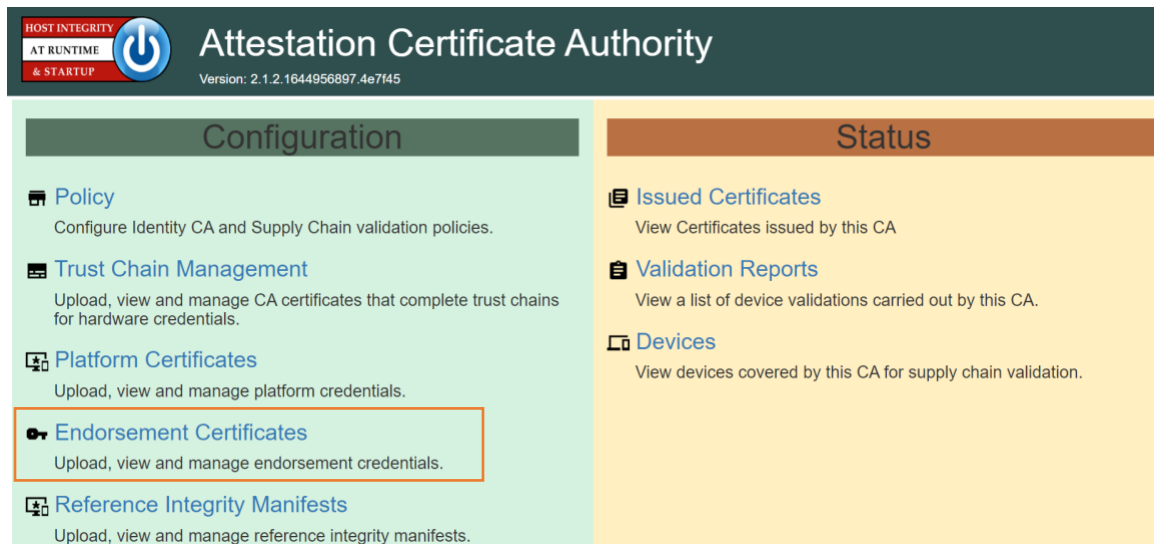 HOST INTEGRITY
AT RUNTIME
& STARTUP
Attestation Certificate Authority
Version: 2.1.2.1644956897.4e7f45
Configuration
Policy
Configure Identity CA and Supply Chain validation policies.
Trust Chain Management
Upload, view and manage CA certificates that complete trust chains
for hardware credentials.
Platform Certificates
Upload, view and manage platform credentials.
Endorsement Certificates
Upload, view and manage endorsement credentials.
Reference Integrity Manifests
Upload, view and manage reference integrity manifests.
Status
Issued Certificates
View Certificates issued by this CA
Validation Reports
View a list of device validations carried out by this CA.
Devices
View devices covered by this CA for supply chain validation.